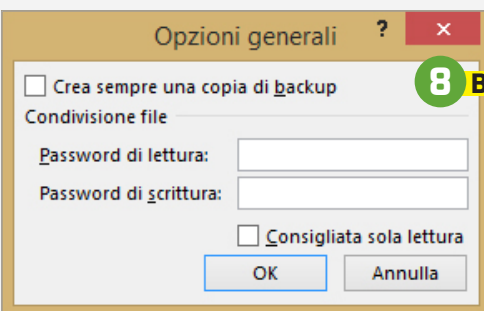 Opzioni generali ? ×
Crea sempre una copia di backup
8 B
Condivisione file
Password di lettura:
Password di scrittura:
Consigliata sola lettura
OK Annulla